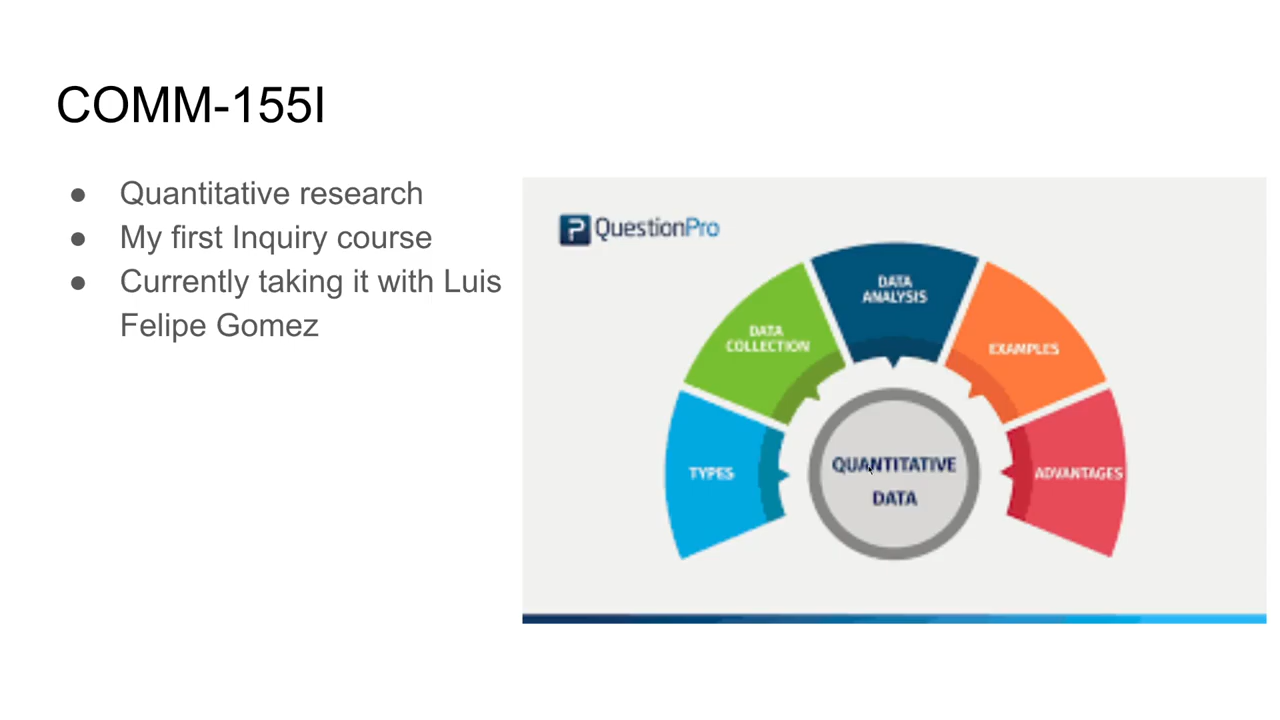 COMM-155I
● Quantitative research
● My first Inquiry course
● Currently taking it with Luis
Felipe Gomez
QuestionPro
DATA
ANALYSIS
DATA
COLLECTION
EXAMPLES
TYPES
QUANTITATIVE
DATA
ADVANTAGES